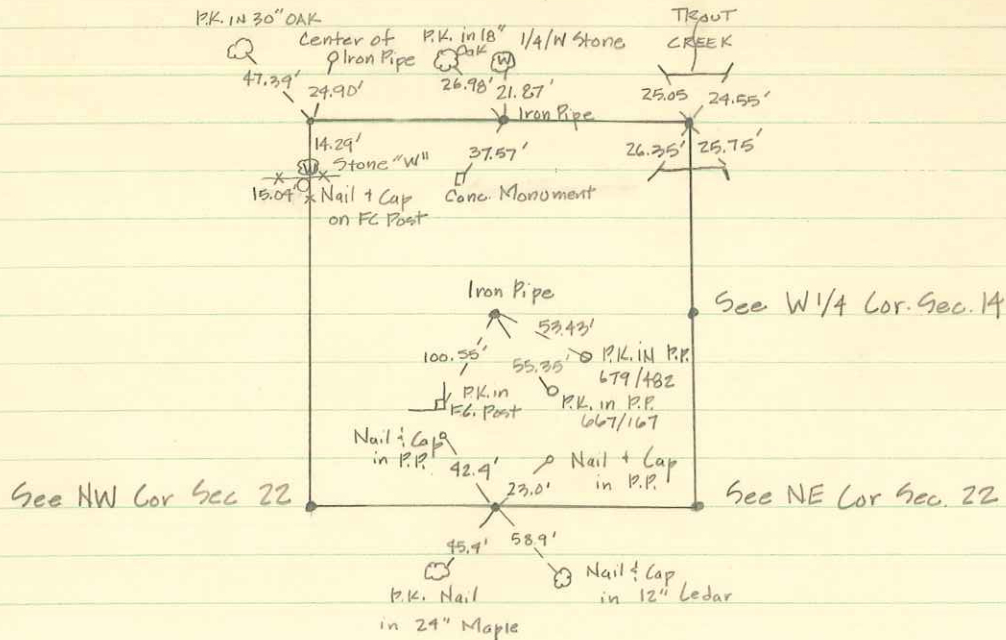 P.K. IN 30" OAK
47.39'
Center of
Iron Pipe
24.90'
P.K. in 18"
Oak
26.98'
1/4/W Stone
W
21.87'
Iron Pipe
TROUT
CREEK
25.05
24.55'
26.35'
25.75'
14.29'
W
Stone "W"
15.04'
Nail & Cap
on FC Post
37.57'
Conc. Monument
Iron Pipe
53.43'
P.K. IN P.P.
679/482
55.35'
P.K. in P.P.
667/167
100.55'
P.K. in
FC. Post
See W 1/4 Cor. Sec. 14
Nail & Cap
in P.P.
42.4'
23.0'
Nail + Cap
in P.P.
See NW Cor Sec 22
See NE Cor Sec. 22
45.4'
P.K. Nail
in 24" Maple
58.9'
Nail & Cap
in 12" Cedar